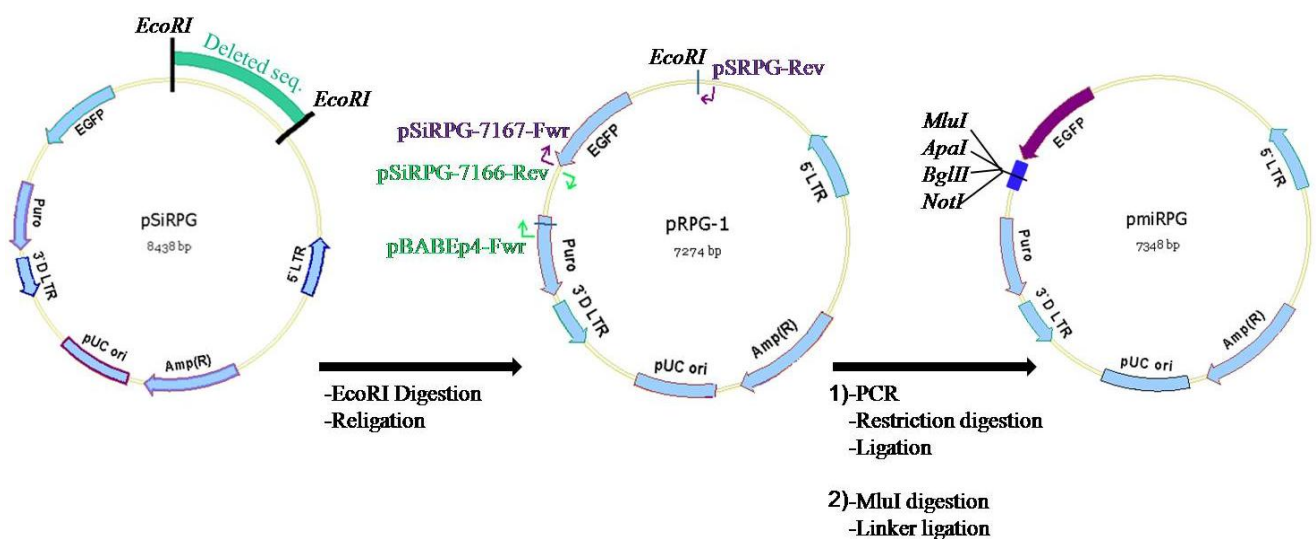 EcoRI
Deleted seq.
EcoRI
EGFP
Puro
3'D LTR
pUC ori
Amp(R)
5'LTR
pSiRPG
8438 bp
-EcoRI Digestion
-Religation
EcoRI
pSRPG-Rev
pSiRPG-7167-Fwr
pSiRPG-7166-Rev
pBABEp4-Fwr
EGFP
5'LTR
Puro
3'D LTR
pUC ori
Amp(R)
pRPG-1
7274 bp
1)-PCR
-Restriction digestion
-Ligation
2)-MluI digestion
-Linker ligation
MluI
ApaI
BglII
NotI
EGFP
5'LTR
Puro
3'D LTR
pUC ori
Amp(R)
pmiRPG
7348 bp